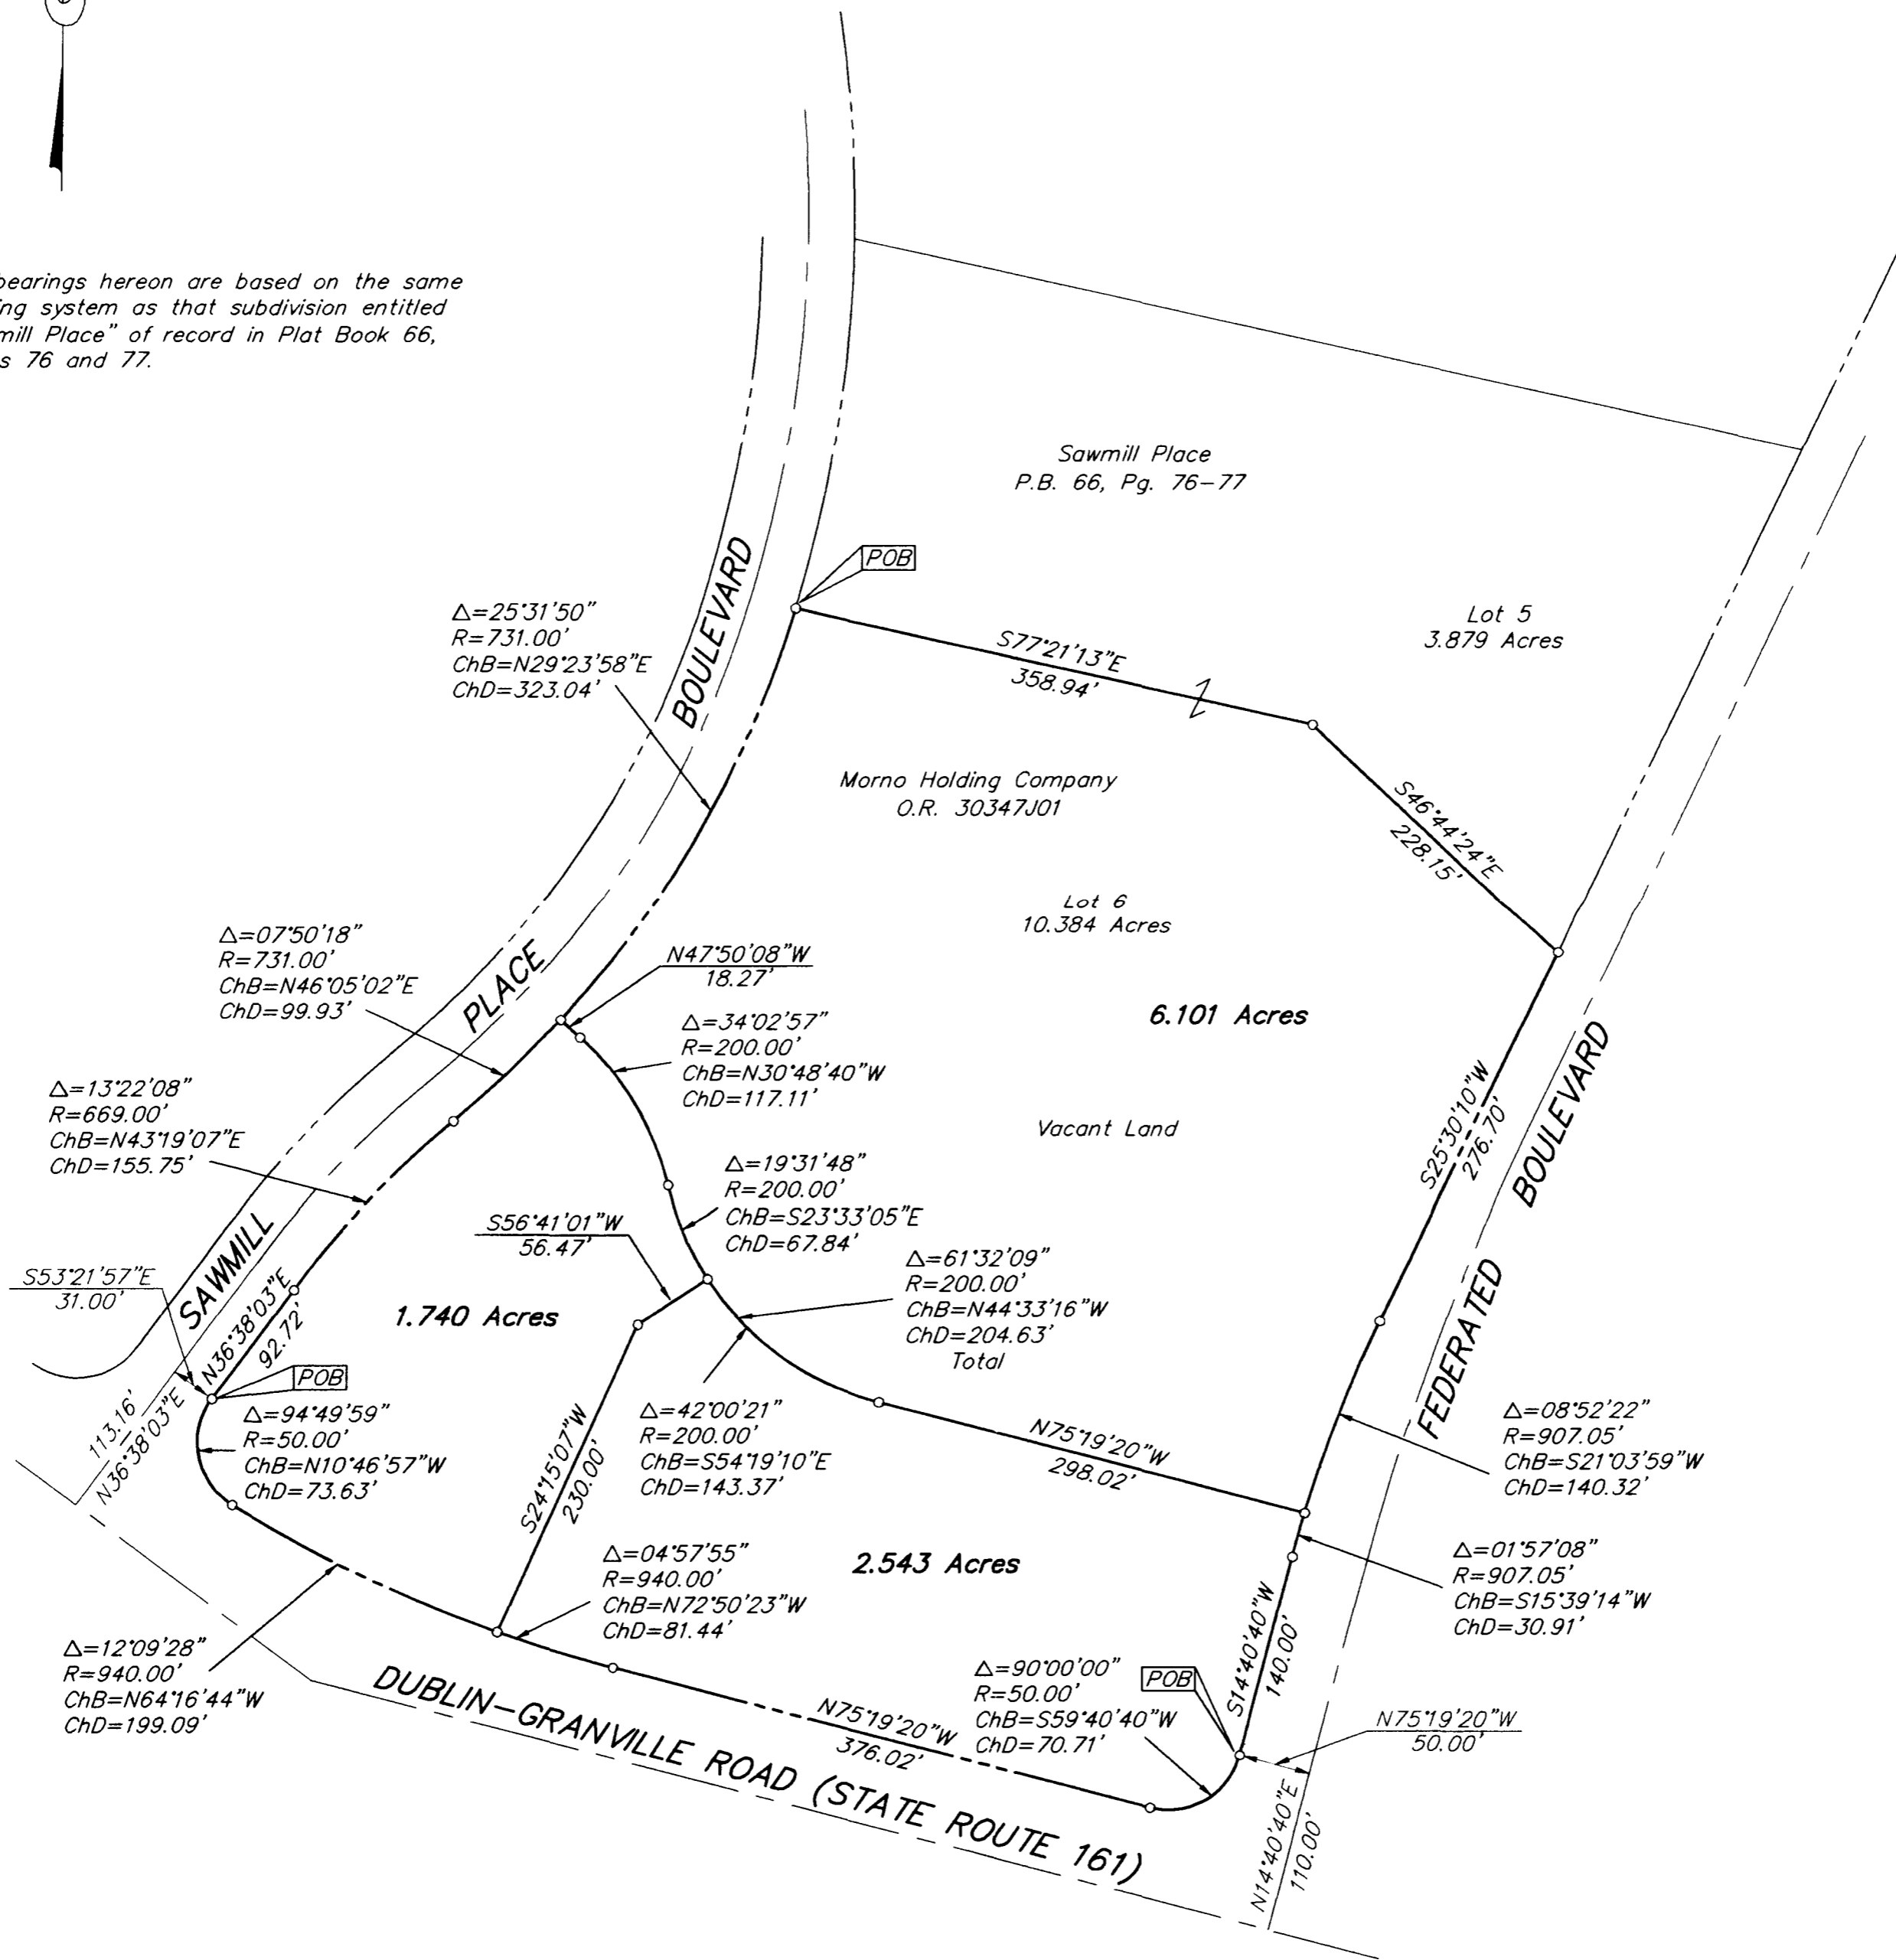 bearings hereon are based on the same
ng system as that subdivision entitled
mill Place" of record in Plat Book 66,
s 76 and 77.
Sawmill Place
P.B. 66, Pg. 76-77
POB
Lot 5
3.879 Acres
BOULEVARD
Δ=25°31'50"
R=731.00'
ChB=N29°23'58"E
ChD=323.04'
S77°21'13"E
358.94'
Morno Holding Company
O.R. 30347J01
S46°44'24"E
228.15'
Lot 6
10.384 Acres
Δ=07°50'18"
R=731.00'
ChB=N46°05'02"E
ChD=99.93'
PLACE
N47°50'08"W
18.27'
6.101 Acres
Δ=34°02'57"
R=200.00'
ChB=N30°48'40"W
ChD=117.11'
Δ=13°22'08"
R=669.00'
ChB=N43°19'07"E
ChD=155.75'
Vacant Land
S25°30'10"W
276.70'
BOULEVARD
Δ=19°31'48"
R=200.00'
ChB=S23°33'05"E
ChD=67.84'
S56°41'01"W
56.47'
Δ=61°32'09"
R=200.00'
ChB=N44°33'16"W
ChD=204.63'
Total
S53°21'57"E
31.00'
SAWMILL
N36°38'03"E
92.72'
1.740 Acres
FEDERATED
POB
113.16'
N36°38'03"E
Δ=94°49'59"
R=50.00'
ChB=N10°46'57"W
ChD=73.63'
S24°15'07"W
230.00'
Δ=42°00'21"
R=200.00'
ChB=S54°19'10"E
ChD=143.37'
N75°19'20"W
298.02'
Δ=08°52'22"
R=907.05'
ChB=S21°03'59"W
ChD=140.32'
Δ=04°57'55"
R=940.00'
ChB=N72°50'23"W
ChD=81.44'
2.543 Acres
Δ=01°57'08"
R=907.05'
ChB=S15°39'14"W
ChD=30.91'
Δ=12°09'28"
R=940.00'
ChB=N64°16'44"W
ChD=199.09'
S14°40'40"W
140.00'
Δ=90°00'00"
R=50.00'
ChB=S59°40'40"W
ChD=70.71'
POB
N75°19'20"W
376.02'
N75°19'20"W
50.00'
DUBLIN-GRANVILLE ROAD (STATE ROUTE 161)
N14°40'40"E
110.00'